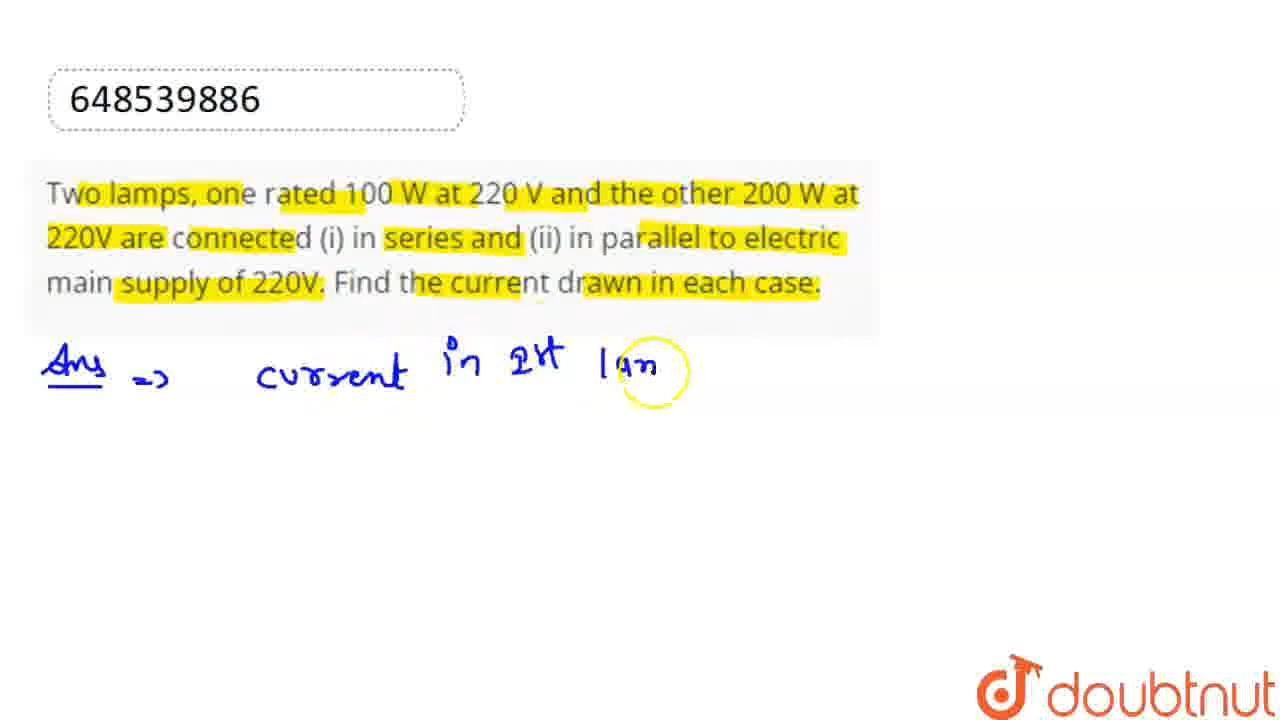 648539886
Two lamps, one rated 100 W at 220 V and the other 200 W at
220V are connected (i) in series and (ii) in parallel to electric
main supply of 220V. Find the current drawn in each case.
Ans => current in Ist lam
doubtnut